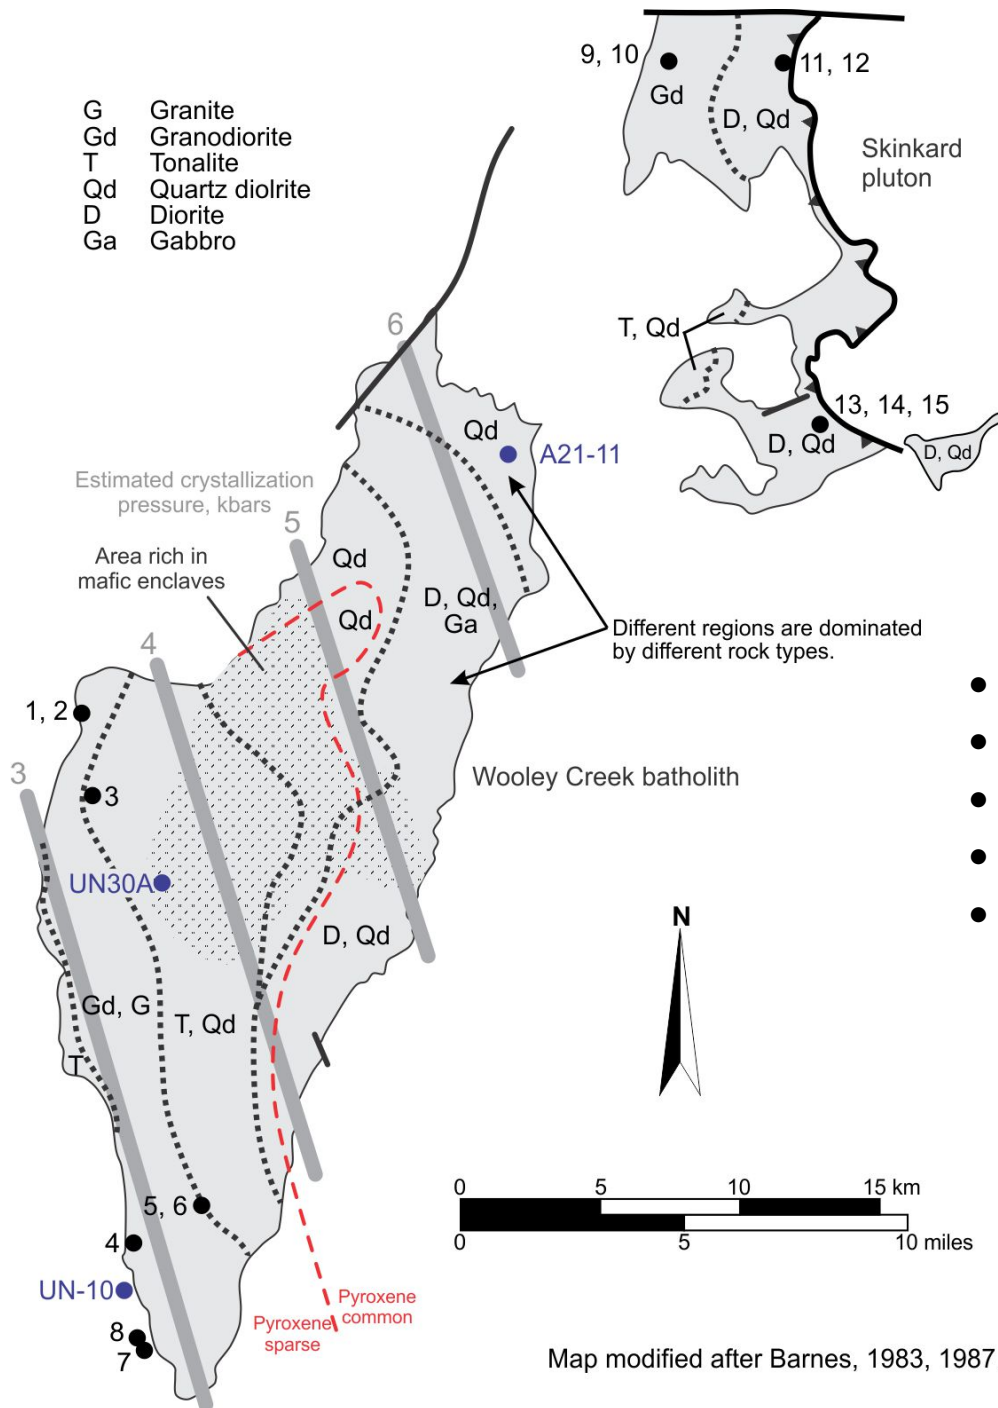 G Granite
Gd Granodiorite
T Tonalite
Qd Quartz diolrite
D Diorite
Ga Gabbro
9, 10
11, 12
Gd
D, Qd
Skinkard
pluton
T, Qd
13, 14, 15
D, Qd
D, Qd
6
Qd
A21-11
Estimated crystallization
pressure, kbars
5
Area rich in
mafic enclaves
Qd
Qd
D, Qd,
Ga
Different regions are dominated
by different rock types.
4
1, 2
3
3
Wooley Creek batholith
UN30A
D, Qd
N
Gd, G
T, Qd
T
0 5 10 15 km
0 5 10 miles
5, 6
4
UN-10
Pyroxene
common
Pyroxene
sparse
8
7
Map modified after Barnes, 1983, 1987